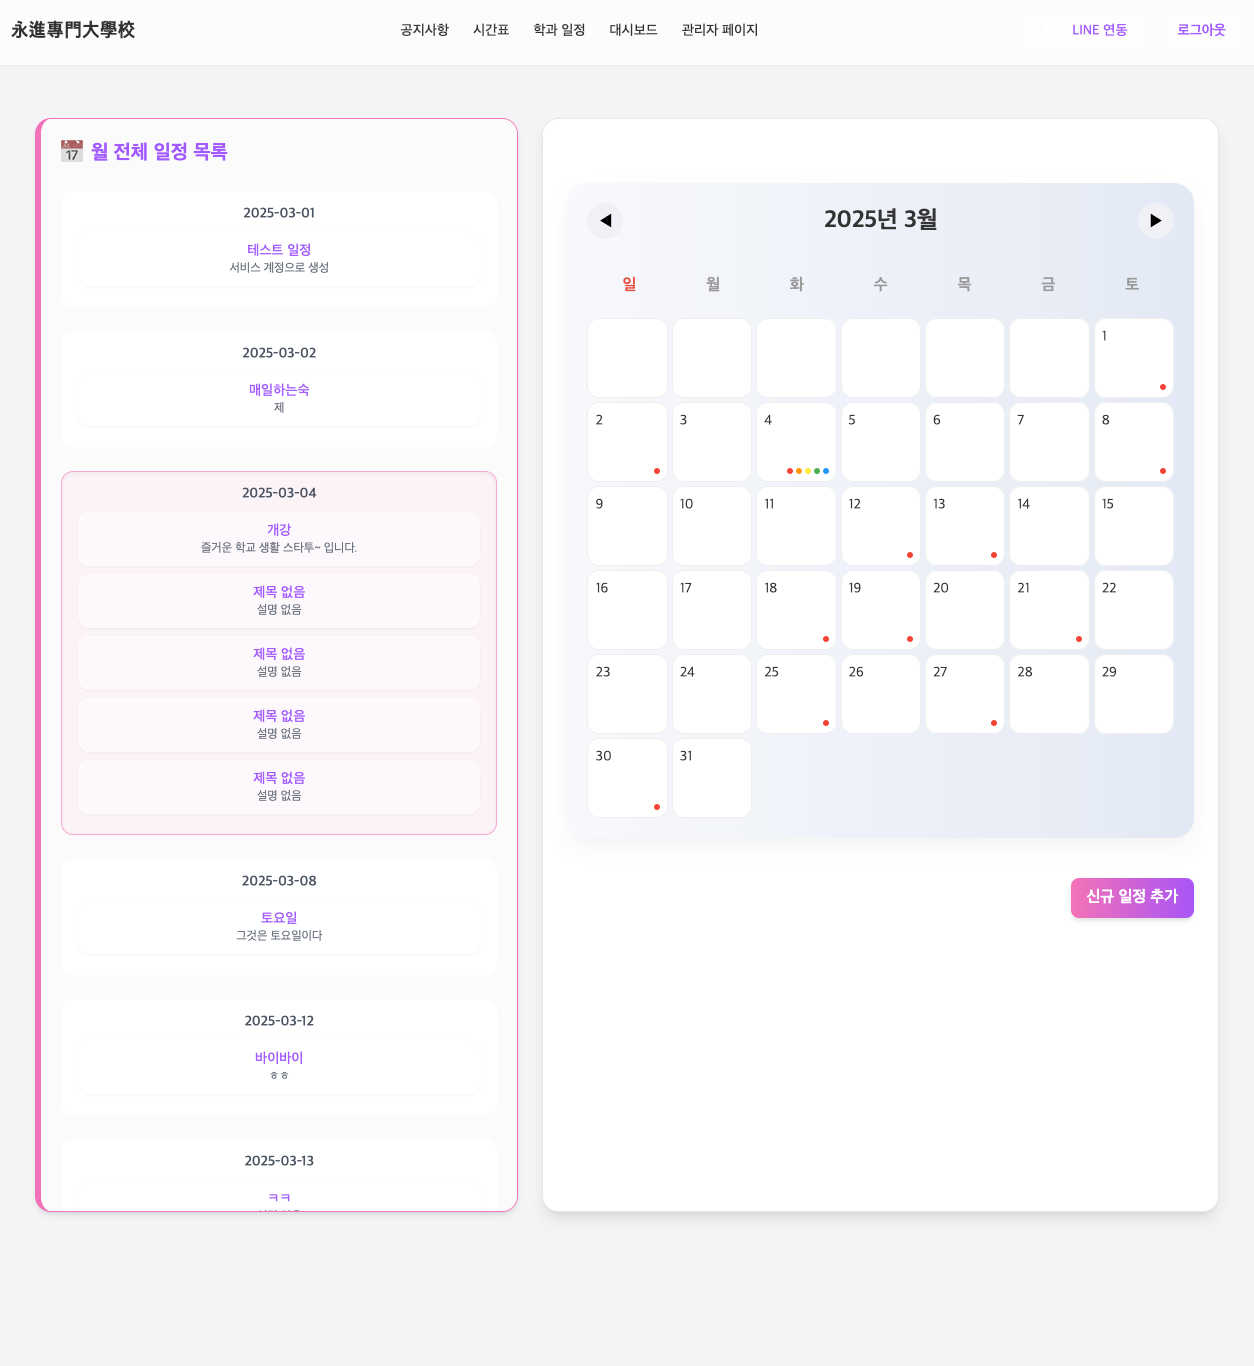 永進專門大學校
공지사항 시간표 학과 일정 대시보드 관리자 페이지
LINE 연동 로그아웃
17 월 전체 일정 목록
2025-03-01
테스트 일정
서비스 계정으로 생성
2025-03-02
매일하는숙
제
2025-03-04
개강
즐거운 학교 생활 스타투~ 입니다.
제목 없음
설명 없음
제목 없음
설명 없음
제목 없음
설명 없음
제목 없음
설명 없음
2025-03-08
토요일
그것은 토요일이다
2025-03-12
바이바이
ㅎㅎ
2025-03-13
ㅋㅋ
◀ 2025년 3월 ▶
일 월 화 수 목 금 토
1
2 3 4 5 6 7 8
9 10 11 12 13 14 15
16 17 18 19 20 21 22
23 24 25 26 27 28 29
30 31
신규 일정 추가